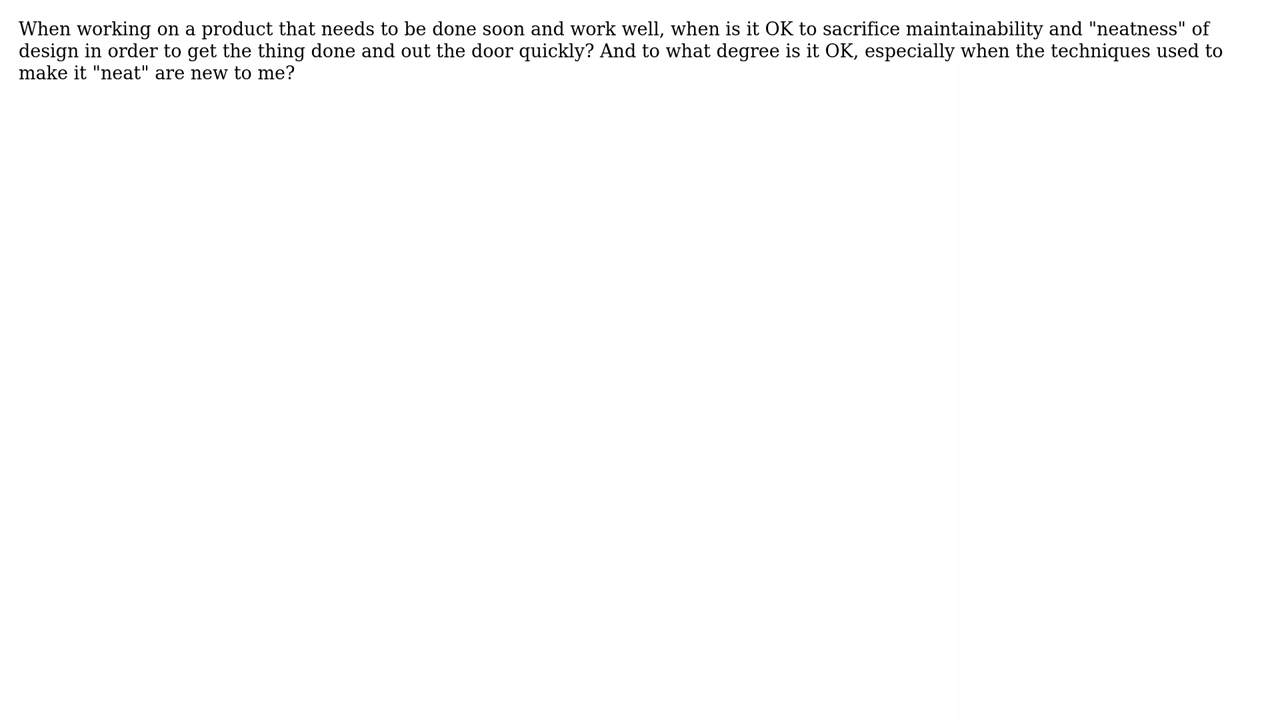 When working on a product that needs to be done soon and work well, when is it OK to sacrifice maintainability and "neatness" of
design in order to get the thing done and out the door quickly? And to what degree is it OK, especially when the techniques used to
make it "neat" are new to me?